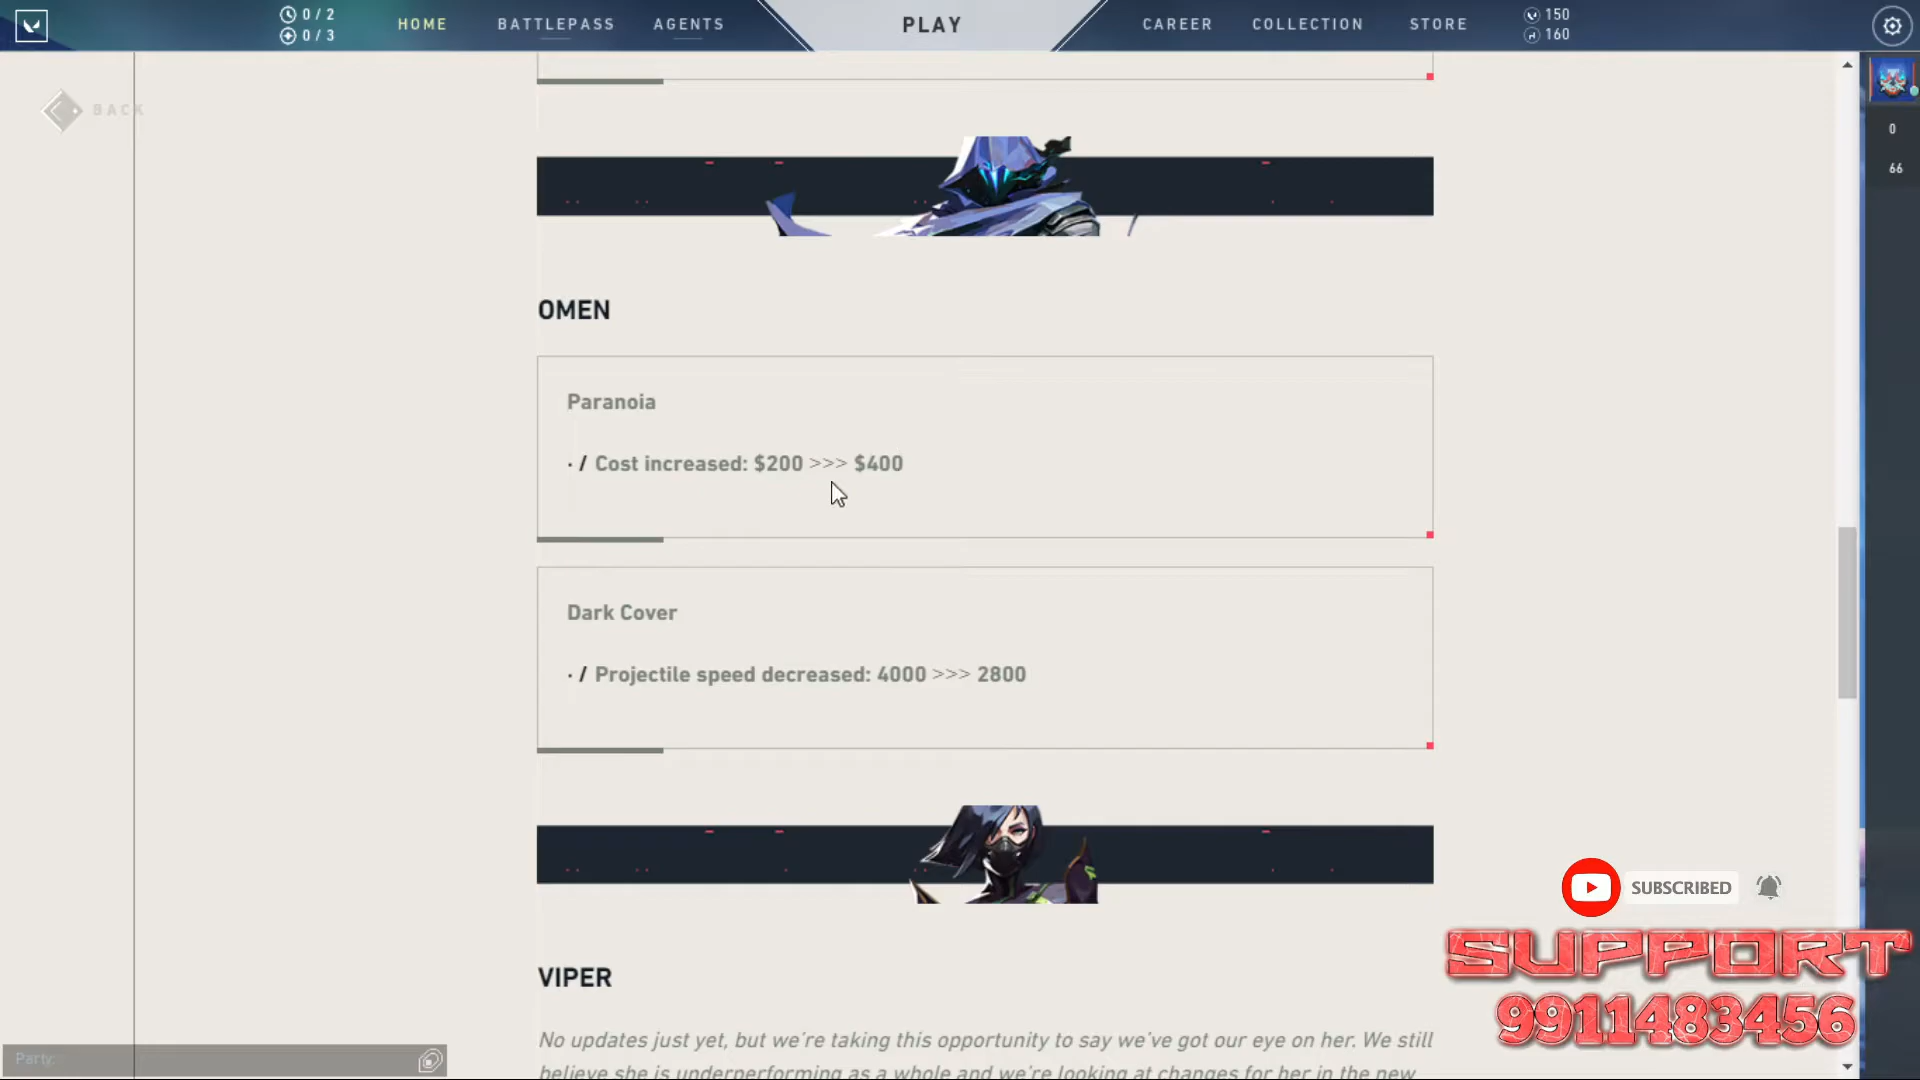 0 / 2
0 / 3
HOME
BATTLEPASS
AGENTS
PLAY
CAREER
COLLECTION
STORE
150
160
BACK
0
66
OMEN
Paranoia
· / Cost increased: $200 >>> $400
Dark Cover
· / Projectile speed decreased: 4000 >>> 2800
VIPER
No updates just yet, but we're taking this opportunity to say we've got our eye on her. We still
believe she is underperforming as a whole and we're looking at changes for her in the new
SUBSCRIBED
SUPPORT
9911483456
Party: